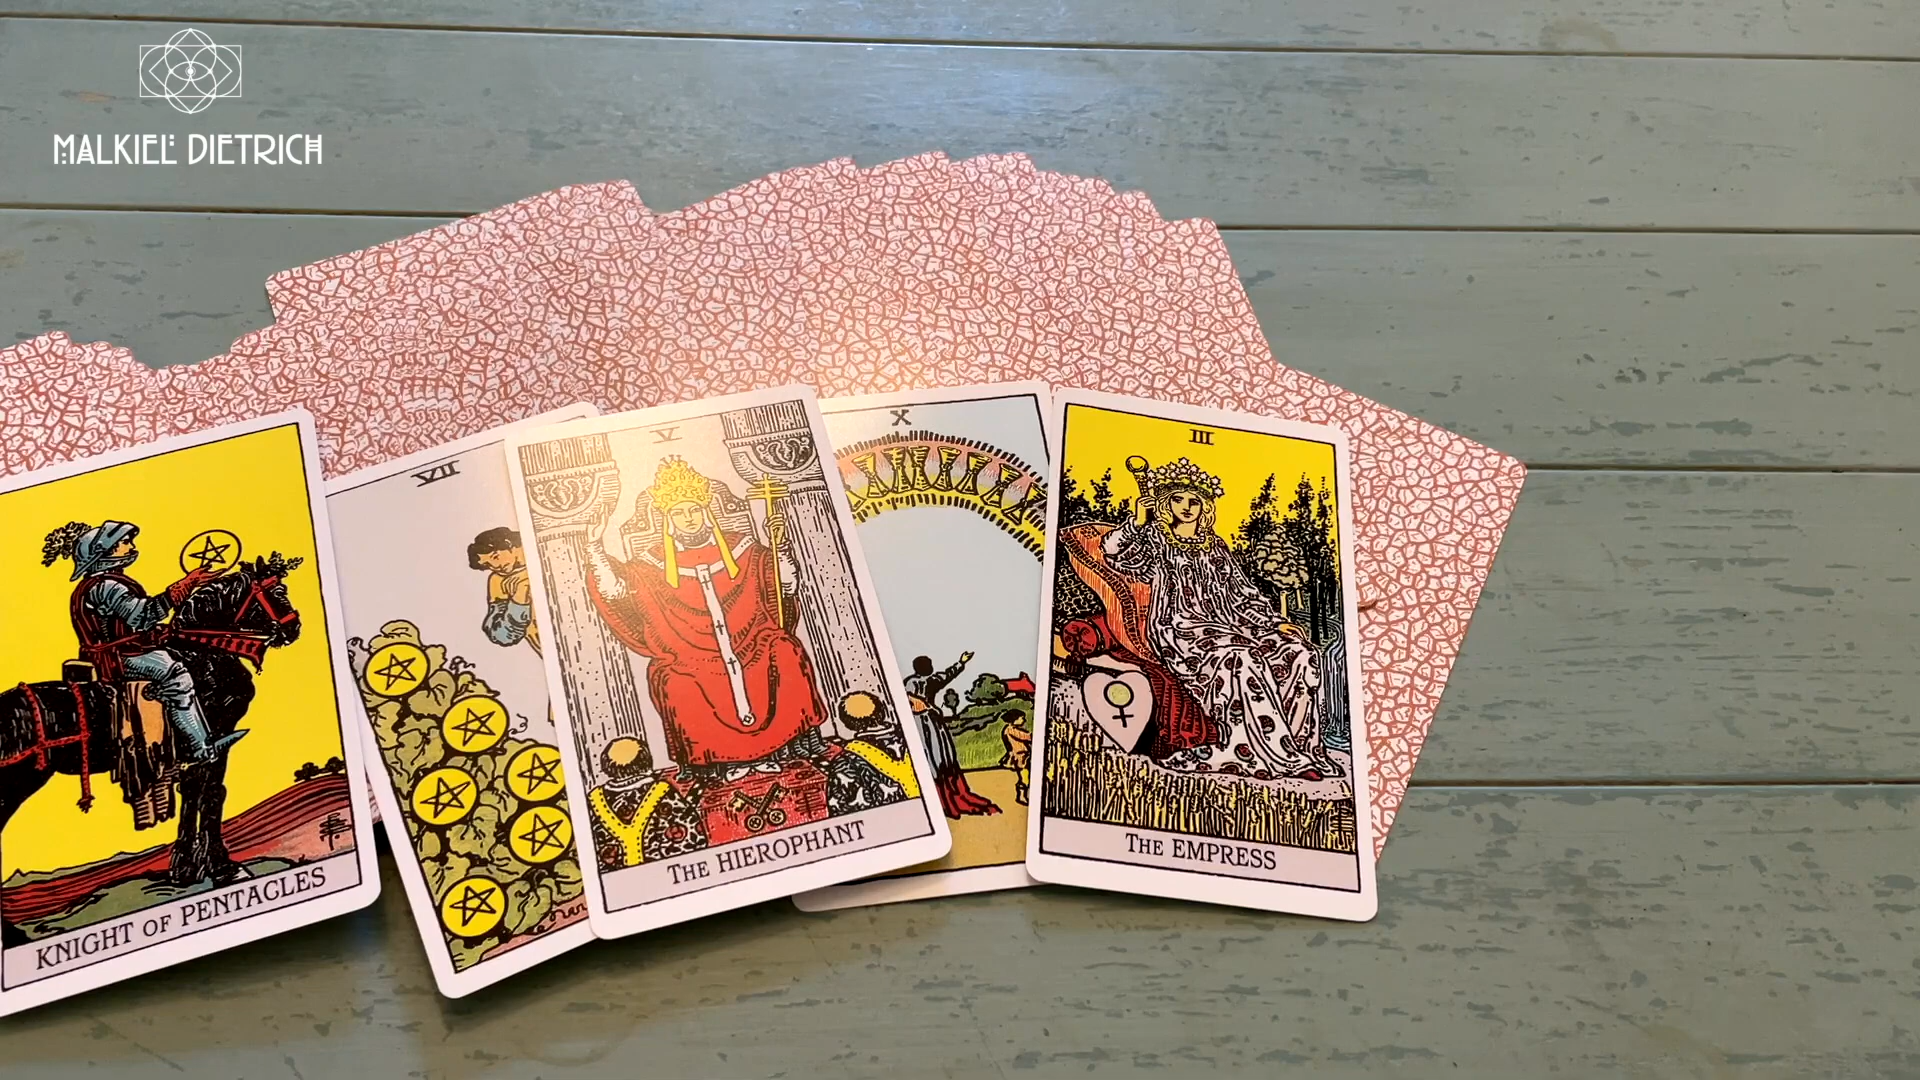 MALKIEL DIETRICH
VII
V
X
III
KNIGHT OF PENTACLES
THE HIEROPHANT
THE EMPRESS